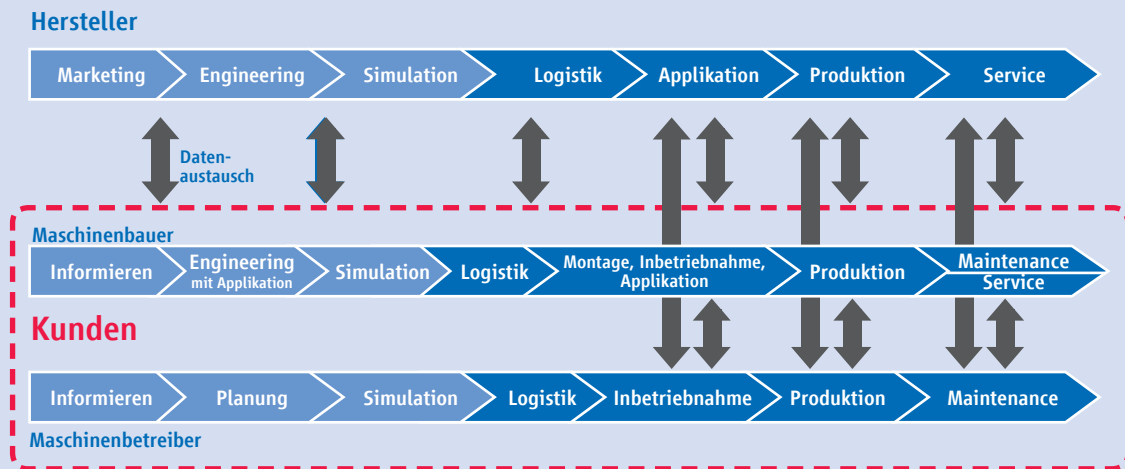 Hersteller
Marketing
Engineering
Simulation
Logistik
Applikation
Produktion
Service
Daten-
austausch
Maschinenbauer
Informieren
Engineering
mit Applikation
Simulation
Logistik
Montage, Inbetriebnahme,
Applikation
Produktion
Maintenance
Service
Kunden
Informieren
Planung
Simulation
Logistik
Inbetriebnahme
Produktion
Maintenance
Maschinenbetreiber